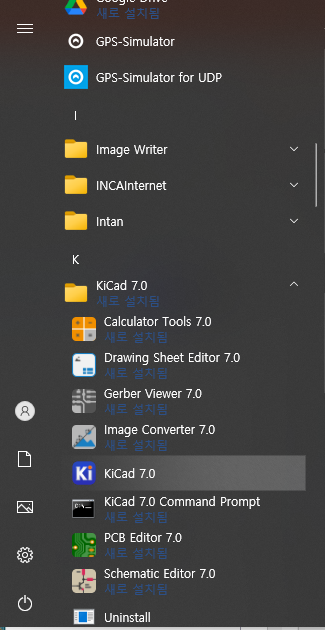 Google Drive
새로 설치됨
GPS-Simulator
GPS-Simulator for UDP
I
Image Writer
INCAInternet
Intan
K
KiCad 7.0
새로 설치됨
Calculator Tools 7.0
새로 설치됨
Drawing Sheet Editor 7.0
새로 설치됨
Gerber Viewer 7.0
새로 설치됨
Image Converter 7.0
새로 설치됨
Ki
KiCad 7.0
KiCad 7.0 Command Prompt
새로 설치됨
PCB Editor 7.0
새로 설치됨
Schematic Editor 7.0
새로 설치됨
Uninstall